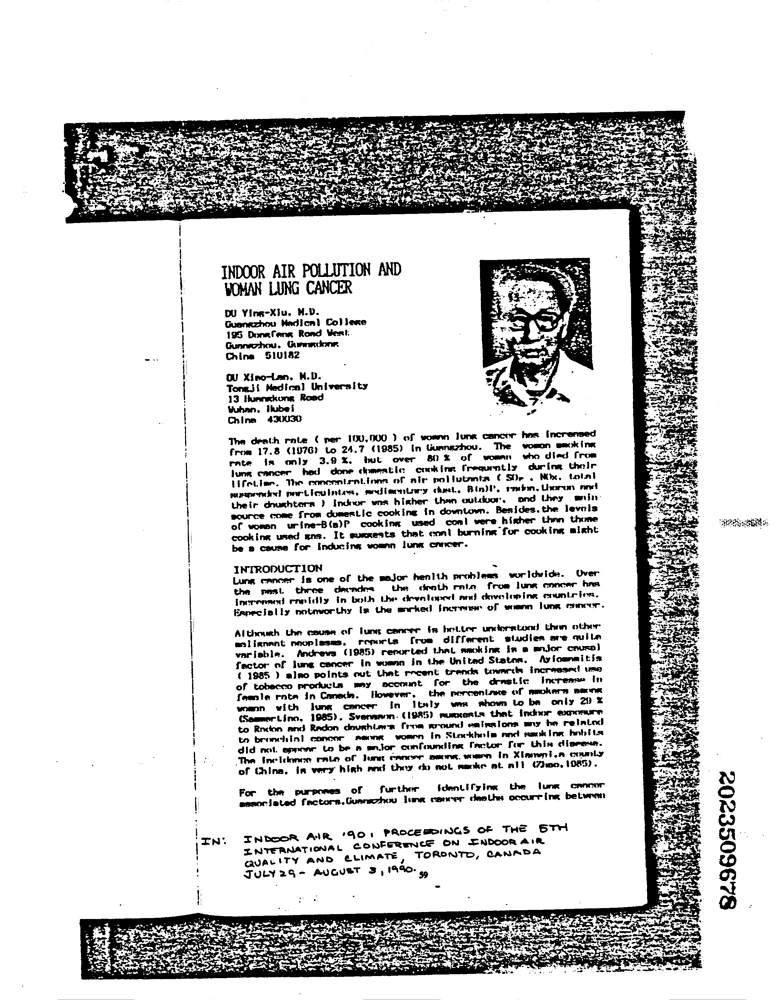 INDOOR AIR POLLUTION AND
WOMAN LUNG CANCER
DU Ying-Xiu, M.D.
Guangzhou Medical College
195 Dongfeng Road West
Guangzhou, Guangdong
China 510182
OU Xiao-Lan, M.D.
Tongji Medical University
13 Hangkong Road
Wuhan, Hubei
China 430030
The death rate ( per 100,000 ) of woman lung cancer has increased
from 17.8 (1976) to 24.7 (1985) in Guangzhou. The woman smoking
rate is only 3.9 %, but over 80 % of woman who died from
lung cancer had done domestic cooking frequently during their
lifetime. The concentrations of air pollutants ( SO₂ , NOx, total
suspended particulates, sedimentary dust, B(a)P, radon, thoron and
their daughters ) indoor was higher than outdoor, and they main
source come from domestic cooking in downtown. Besides, the levels
of woman urine-B(a)P cooking used coal were higher than those
cooking used gas. It suggests that coal burning for cooking might
be a cause for inducing woman lung cancer.
INTRODUCTION
Lung cancer is one of the major health problems worldwide. Over
the past three decades the death rate from lung cancer has
increased rapidly in both the developed and developing countries.
Especially noteworthy is the marked increase of woman lung cancer.
Although the cause of lung cancer is better understood than other
malignant neoplasms, reports from different studies are quite
variable. Andrews (1985) reported that smoking is a major causal
factor of lung cancer in woman in the United States. Ayiomamitis
( 1985 ) also points out that recent trends towards increased use
of tobacco products may account for the drastic increase in
female rate in Canada. However, the percentage of smokers among
woman with lung cancer in Italy was shown to be only 20 %
(Sammartino, 1985). Svensson (1985) suggests that indoor exposure
to Radon and Radon daughters from ground emissions may be related
to bronchial cancer among women in Stockholm and smoking habits
did not appear to be a major confounding factor for this disease.
The incidence rate of lung cancer among women in Xuanwei,a county
of China, is very high and they do not smoke at all (Zhao,1985).
For the purposes of further identifying the lung cancer
associated factors,Guangzhou lung cancer deaths occurring between
IN: INDOOR AIR '90: PROCEEDINGS OF THE 5TH
INTERNATIONAL CONFERENCE ON INDOOR AIR
QUALITY AND CLIMATE, TORONTO, CANADA
JULY 29 - AUGUST 3, 1990.
59
2023509678